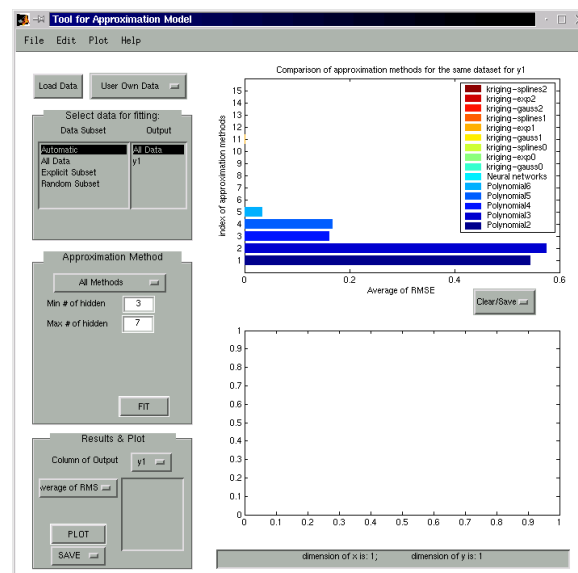 Tool for Approximation Model
File Edit Plot Help
Load Data
User Own Data
Select data for fitting:
Data Subset Output
Automatic
All Data
Explicit Subset
Random Subset
All Data
y1
Approximation Method
All Methods
Min # of hidden 3
Max # of hidden 7
FIT
Results & Plot
Column of Output y1
verage of RMS
PLOT
SAVE
Comparison of approximation methods for the same dataset for y1
index of approximation methods
15
14
13
12
11
10
9
8
7
6
5
4
3
2
1
0 0.2 0.4 0.6
Average of RMSE
kriging-splines2
kriging-exp2
kriging-gauss2
kriging-splines1
kriging-exp1
kriging-gauss1
kriging-splines0
kriging-exp0
kriging-gauss0
Neural networks
Polynomial6
Polynomial5
Polynomial4
Polynomial3
Polynomial2
Clear/Save
1
0.9
0.8
0.7
0.6
0.5
0.4
0.3
0.2
0.1
0
0 0.1 0.2 0.3 0.4 0.5 0.6 0.7 0.8 0.9 1
dimension of x is: 1; dimension of y is: 1